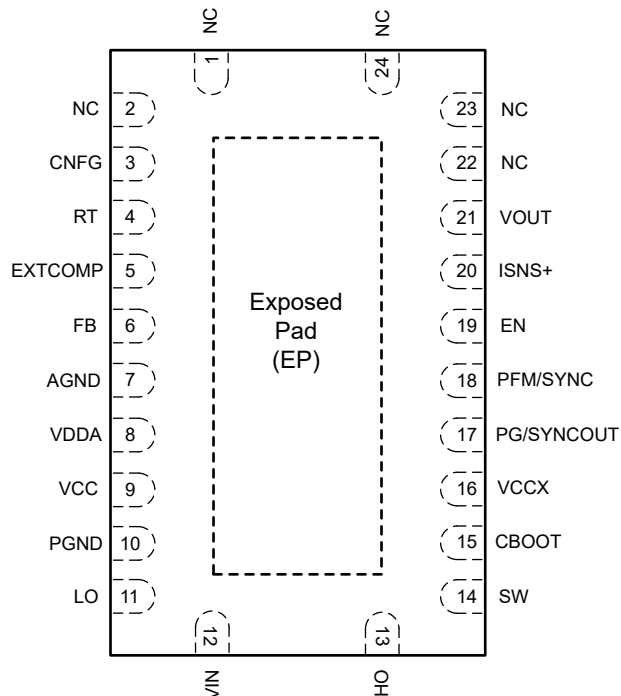 NC
NC
1
24
NC 2
23 NC
CNFG 3
22 NC
RT 4
21 VOUT
EXTCOMP 5
20 ISNS+
Exposed
Pad
(EP)
FB 6
19 EN
AGND 7
18 PFM/SYNC
VDDA 8
17 PG/SYNCOUT
VCC 9
16 VCCX
PGND 10
15 CBOOT
LO 11
14 SW
12
13
VIN
HO